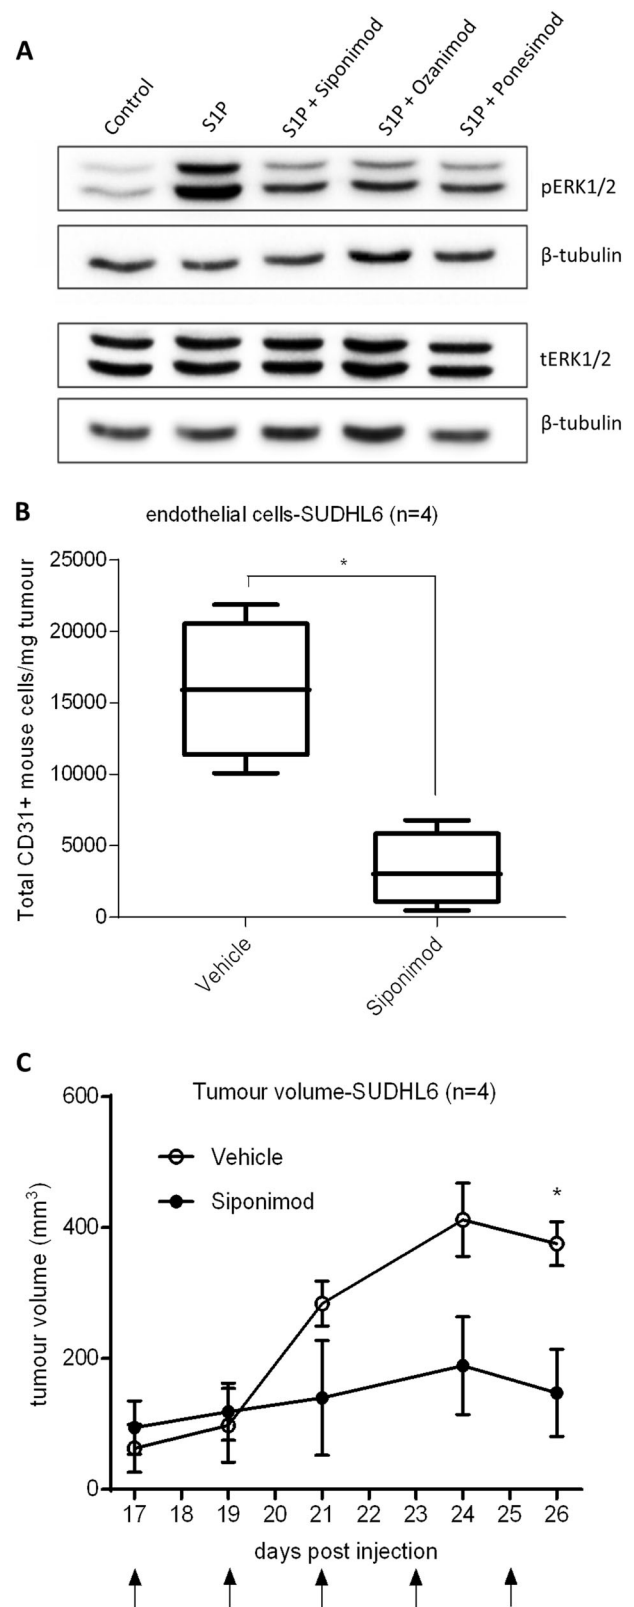 A
Control
S1P
S1P + Siponimod
S1P + Ozanimod
S1P + Ponesimod
pERK1/2
β-tubulin
tERK1/2
β-tubulin
B
endothelial cells-SUDHL6 (n=4)
Total CD31+ mouse cells/mg tumour
25000
20000
15000
10000
5000
0
*
Vehicle
Siponimod
C
Tumour volume-SUDHL6 (n=4)
Vehicle
Siponimod
*
tumour volume (mm³)
600
400
200
0
17 18 19 20 21 22 23 24 25 26
days post injection